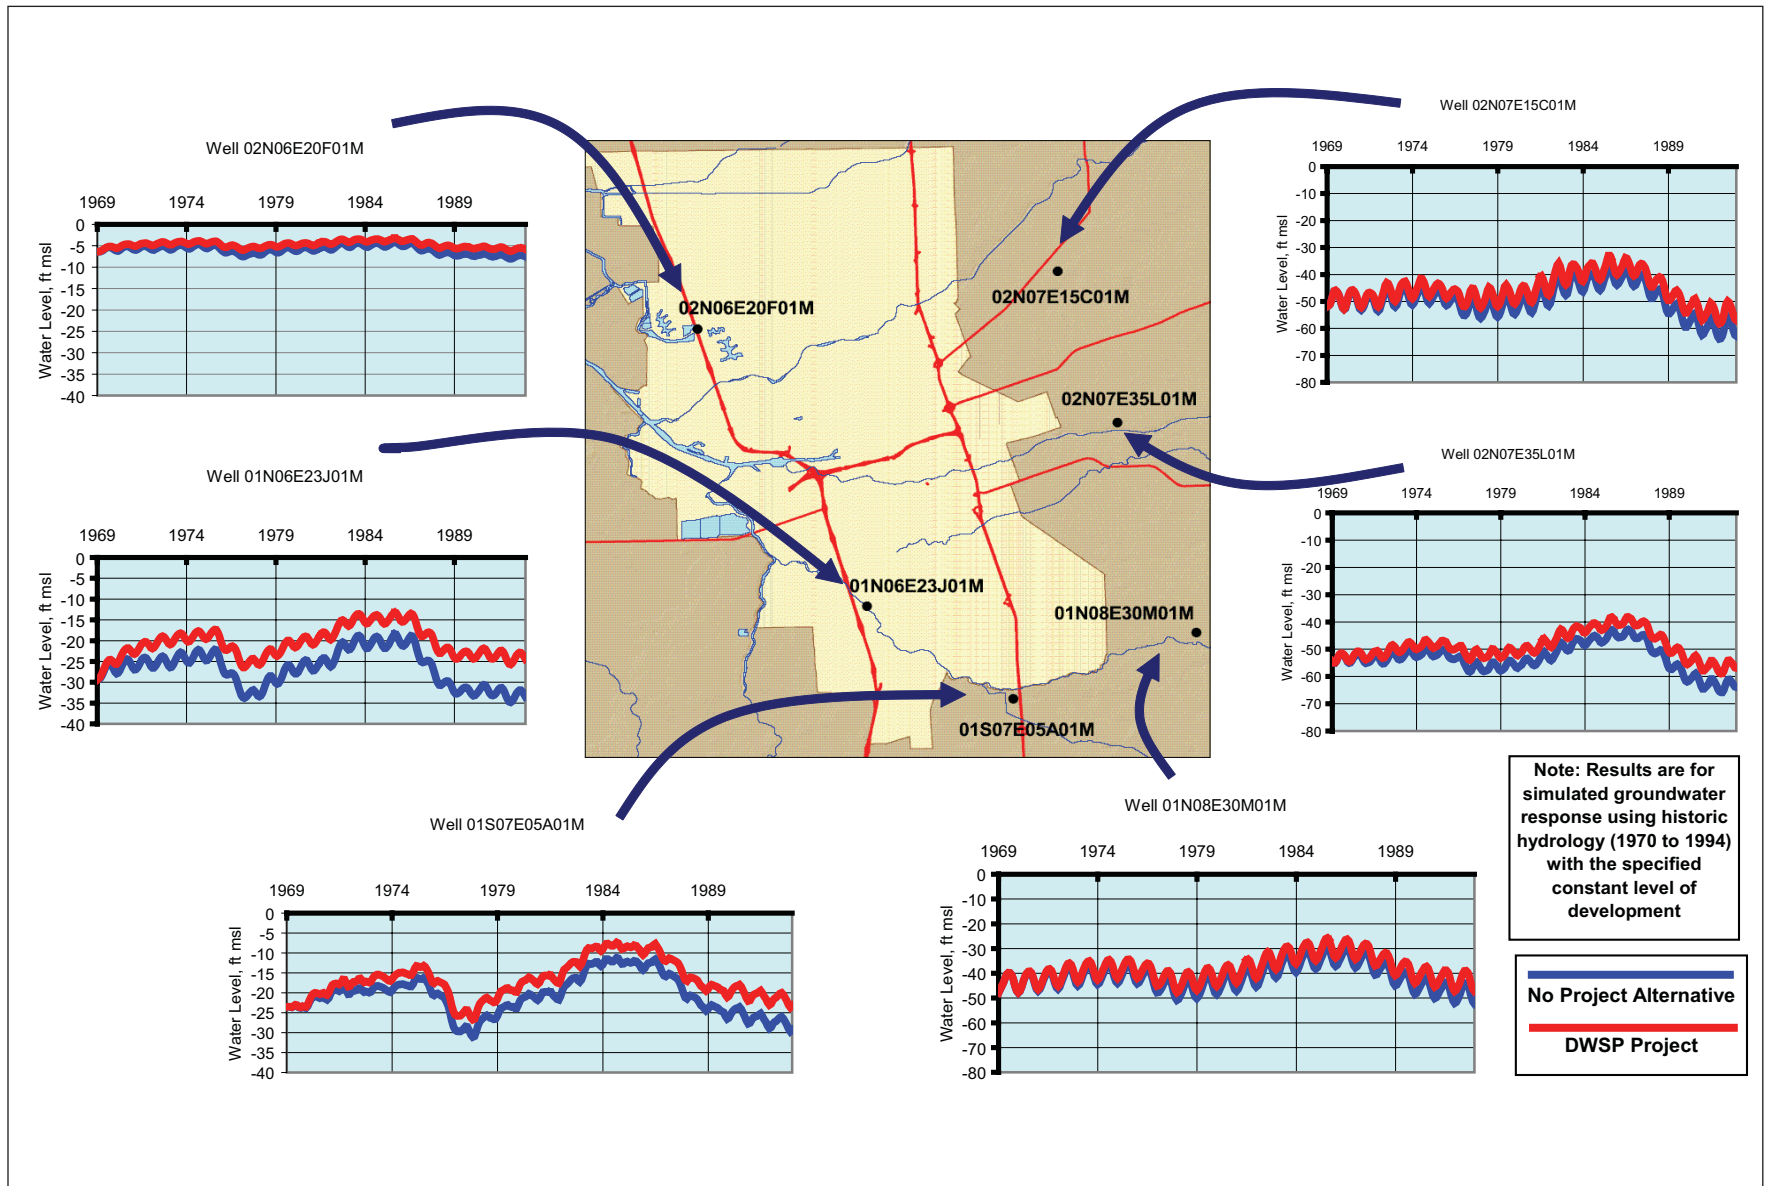 Well 02N06E20F01M
1969 1974 1979 1984 1989
Water Level, ft msl
0
-5
-10
-15
-20
-25
-30
-35
-40
Well 01N06E23J01M
1969 1974 1979 1984 1989
Water Level, ft msl
0
-5
-10
-15
-20
-25
-30
-35
-40
Well 01S07E05A01M
1969 1974 1979 1984 1989
Water Level, ft msl
0
-5
-10
-15
-20
-25
-30
-35
-40
02N06E20F01M
02N07E15C01M
02N07E35L01M
01N06E23J01M
01N08E30M01M
01S07E05A01M
Well 02N07E15C01M
1969 1974 1979 1984 1989
Water Level, ft msl
0
-10
-20
-30
-40
-50
-60
-70
-80
Well 02N07E35L01M
1969 1974 1979 1984 1989
Water Level, ft msl
0
-10
-20
-30
-40
-50
-60
-70
-80
Well 01N08E30M01M
1969 1974 1979 1984 1989
Water Level, ft msl
0
-10
-20
-30
-40
-50
-60
-70
-80
Note: Results are for
simulated groundwater
response using historic
hydrology (1970 to 1994)
with the specified
constant level of
development
No Project Alternative
DWSP Project